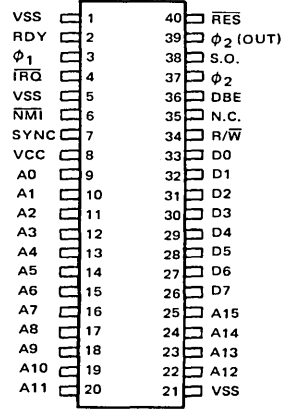 VSS 1 40 R̅E̅S̅
RDY 2 39 ϕ2 (OUT)
ϕ1 3 38 S.O.
I̅R̅Q̅ 4 37 ϕ2
VSS 5 36 DBE
N̅M̅I̅ 6 35 N.C.
SYNC 7 34 R/W̅
VCC 8 33 D0
A0 9 32 D1
A1 10 31 D2
A2 11 30 D3
A3 12 29 D4
A4 13 28 D5
A5 14 27 D6
A6 15 26 D7
A7 16 25 A15
A8 17 24 A14
A9 18 23 A13
A10 19 22 A12
A11 20 21 VSS